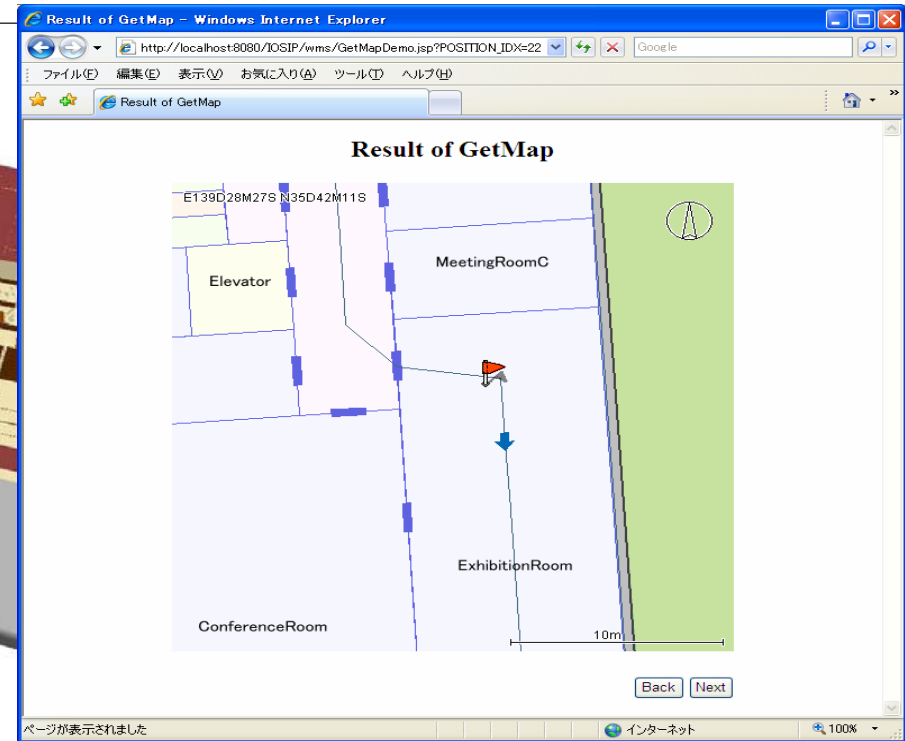 Result of GetMap - Windows Internet Explorer
http://localhost:8080/IOSIP/wms/GetMapDemo.jsp?POSITION_IDX=22
Google
ファイル(F) 編集(E) 表示(V) お気に入り(A) ツール(T) ヘルプ(H)
Result of GetMap
Result of GetMap
E139D28M27S N35D42M11S
MeetingRoomC
Elevator
ExhibitionRoom
ConferenceRoom
10m
Back Next
ページが表示されました インターネット 100%